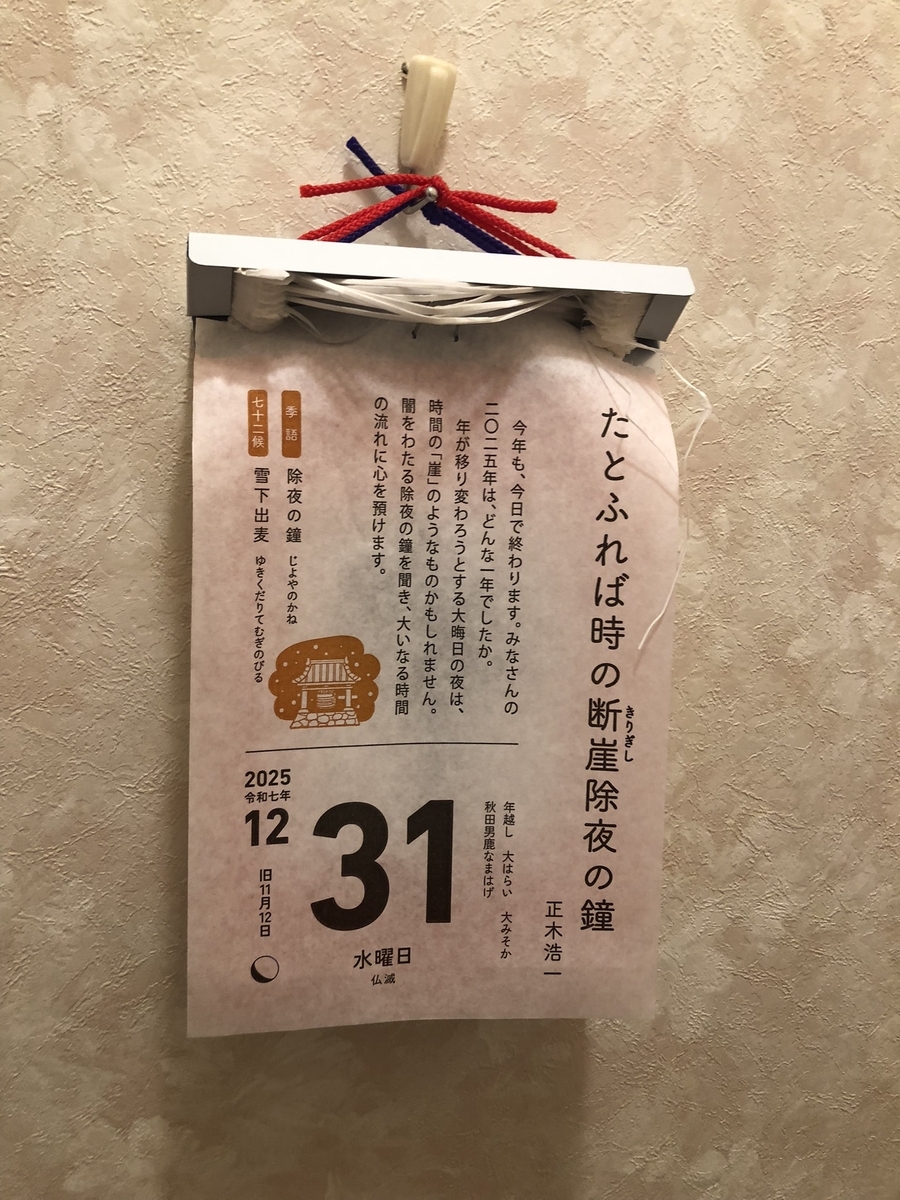 たとふれば時の断崖除夜の鐘
きりぎし
正木浩一
今年も、今日で終わります。みなさんの
二〇二五年は、どんな一年でしたか。
年が移り変わろうとする大晦日の夜は、
時間の「崖」のようなものかもしれません。
闇をわたる除夜の鐘を聞き、大いなる時間
の流れに心を預けます。
季語 除夜の鐘 じよやのかね
七十二候 雪下出麦 ゆきくだりてむぎのびる
年越し 大はらい 大みそか
秋田男鹿なまはげ
31
水曜日
仏滅
2025
令和七年
12
旧11月12日